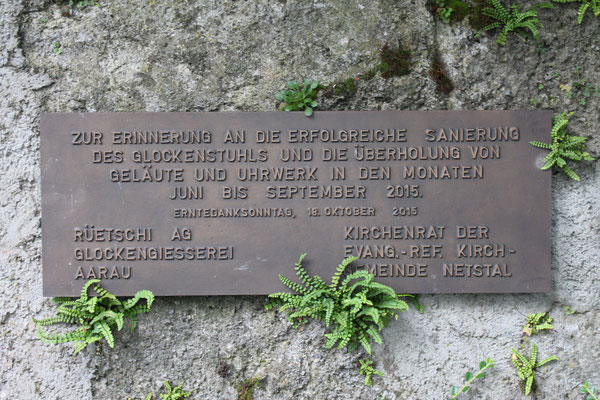 ZUR ERINNERUNG AN DIE ERFOLGREICHE SANIERUNG
DES GLOCKENSTUHLS UND DIE ÜBERHOLUNG VON
GELÄUTE UND UHRWERK IN DEN MONATEN
JUNI BIS SEPTEMBER 2015.
ERNTEDANKSONNTAG, 18. OKTOBER 2015
RÜETSCHI AG
GLOCKENGIESSEREI
AARAU
KIRCHENRAT DER
EVANG.-REF. KIRCH-
GEMEINDE NETSTAL